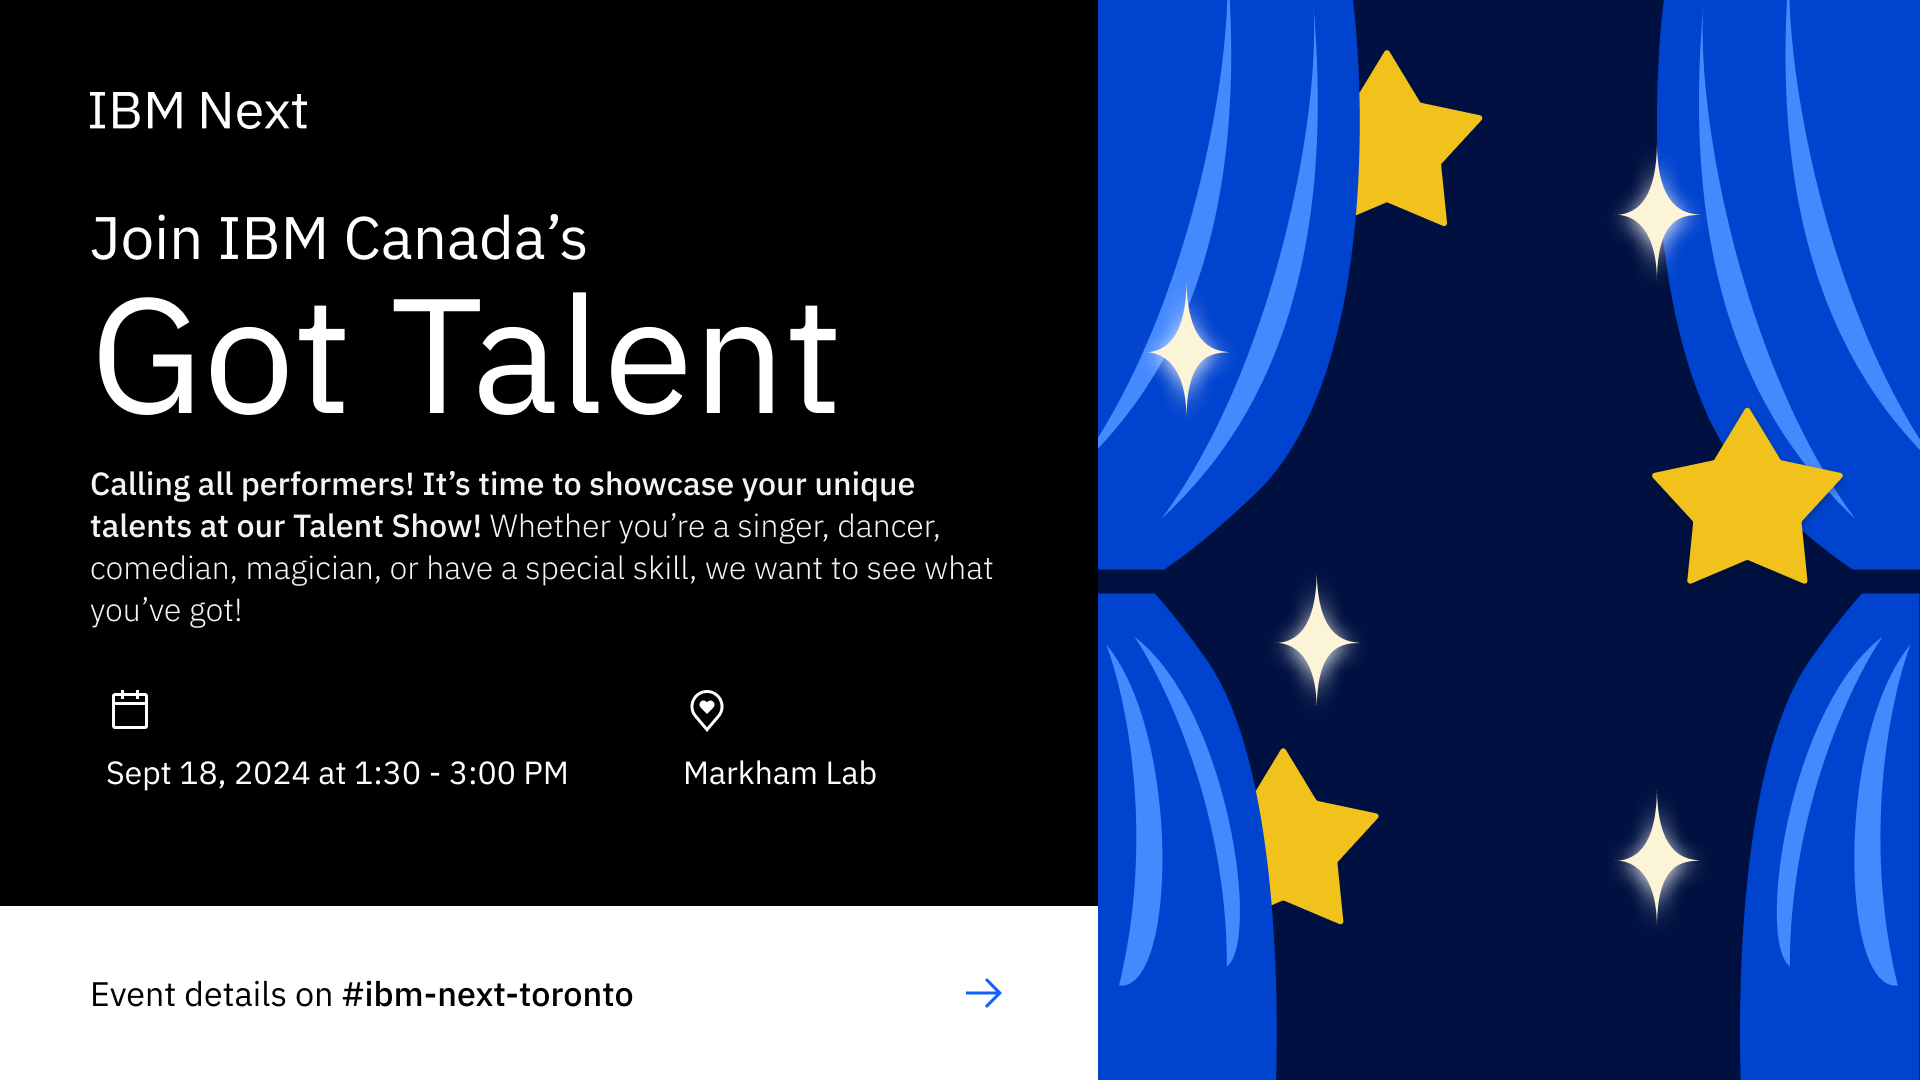 IBM Next
Join IBM Canada’s
Got Talent
Calling all performers! It’s time to showcase your unique
talents at our Talent Show! Whether you’re a singer, dancer,
comedian, magician, or have a special skill, we want to see what
you’ve got!
Sept 18, 2024 at 1:30 - 3:00 PM
Markham Lab
Event details on #ibm-next-toronto